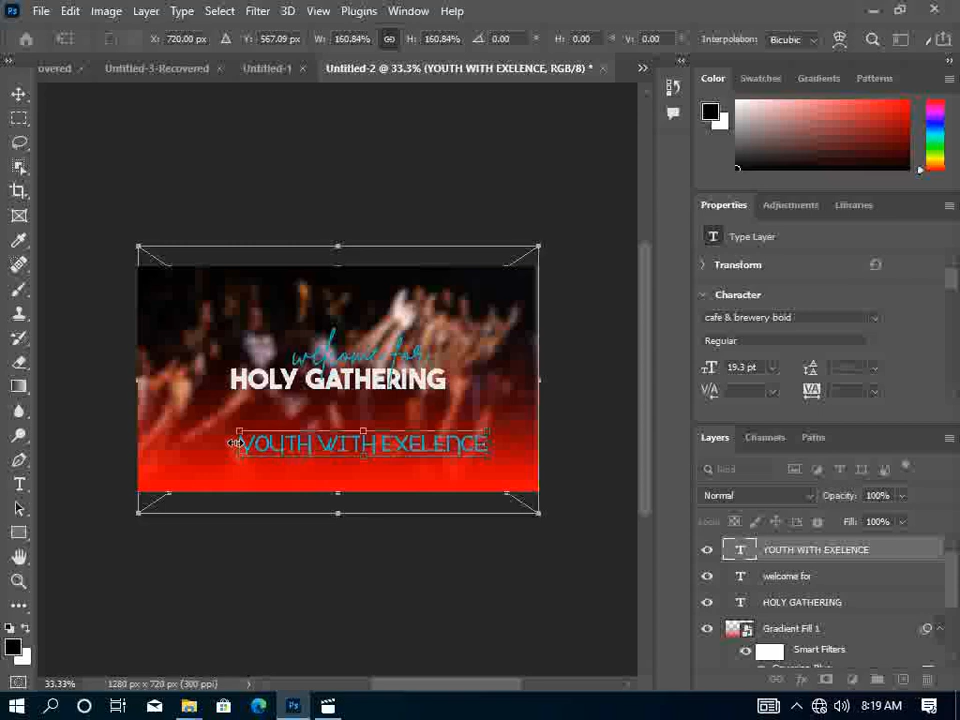 Ps File Edit Image Layer Type Select Filter 3D View Plugins Window Help
X: 720.00 px Y: 567.09 px W: 160.84% H: 160.84% 0.00 ° H: 0.00 ° V: 0.00 ° Interpolation: Bicubic
overed × Untitled-3-Recovered × Untitled-1 × Untitled-2 @ 33.3% (YOUTH WITH EXELENCE, RGB/8) * ×
Color Swatches Gradients Patterns
Properties Adjustments Libraries
T Type Layer
Transform
Character
cafe & brewery bold
Regular
19.3 pt
welcome for
HOLY GATHERING
YOUTH WITH EXELENCE
Layers Channels Paths
Kind
Normal Opacity: 100%
Lock: Fill: 100%
T YOUTH WITH EXELENCE
T welcome for
T HOLY GATHERING
Gradient Fill 1
Smart Filters
33.33% 1280 px x 720 px (300 ppi)
8:19 AM